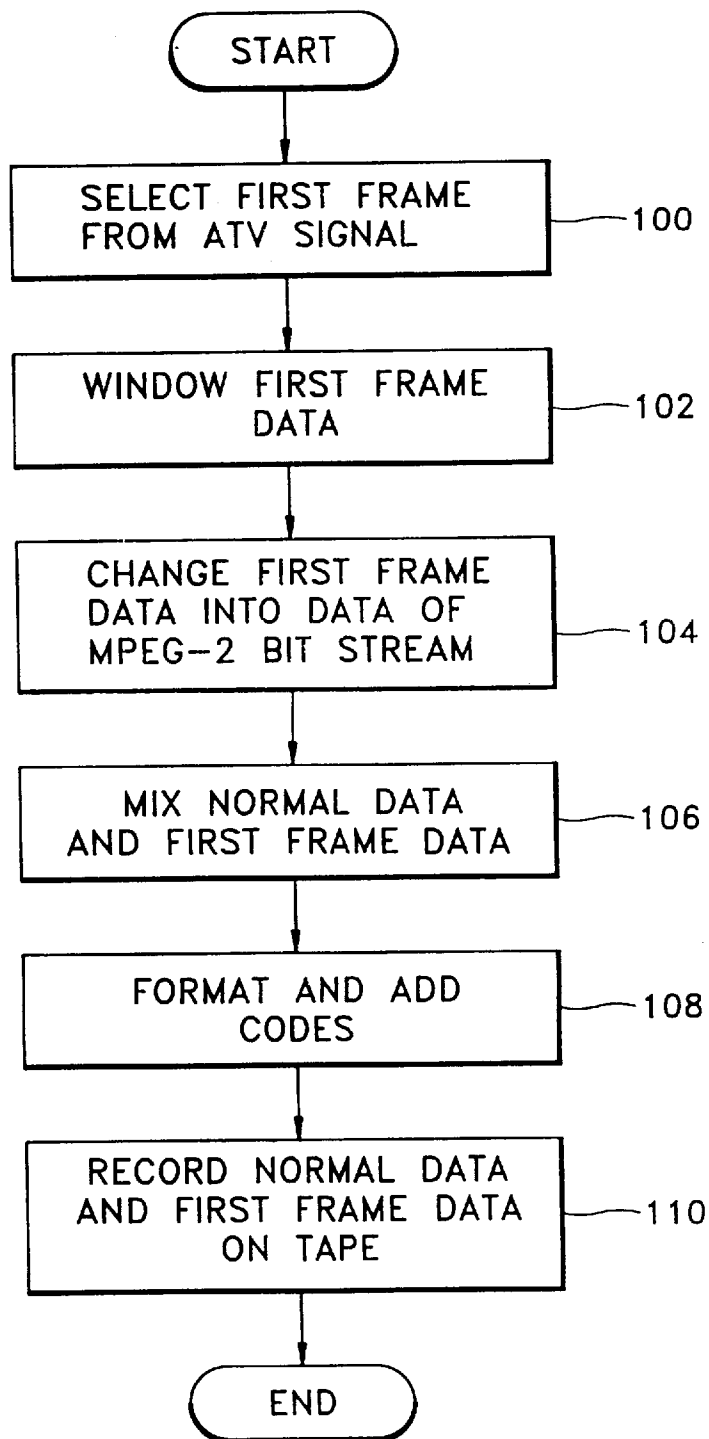 START
SELECT FIRST FRAME
FROM ATV SIGNAL
100
WINDOW FIRST FRAME
DATA
102
CHANGE FIRST FRAME
DATA INTO DATA OF
MPEG-2 BIT STREAM
104
MIX NORMAL DATA
AND FIRST FRAME DATA
106
FORMAT AND ADD
CODES
108
RECORD NORMAL DATA
AND FIRST FRAME DATA
ON TAPE
110
END